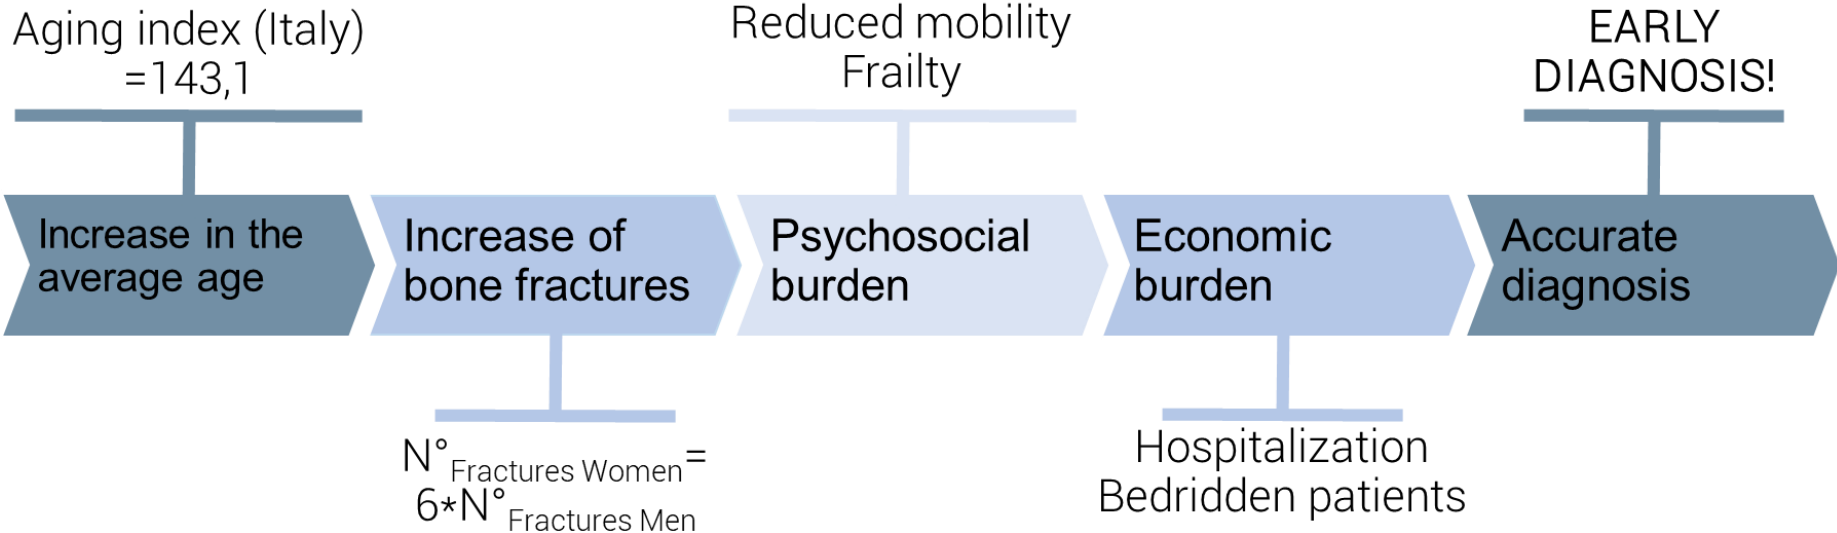 Aging index (Italy)
=143,1
Increase in the
average age
Increase of
bone fractures
N° Fractures Women=
6*N° Fractures Men
Reduced mobility
Frailty
Psychosocial
burden
Economic
burden
Hospitalization
Bedridden patients
EARLY
DIAGNOSIS!
Accurate
diagnosis